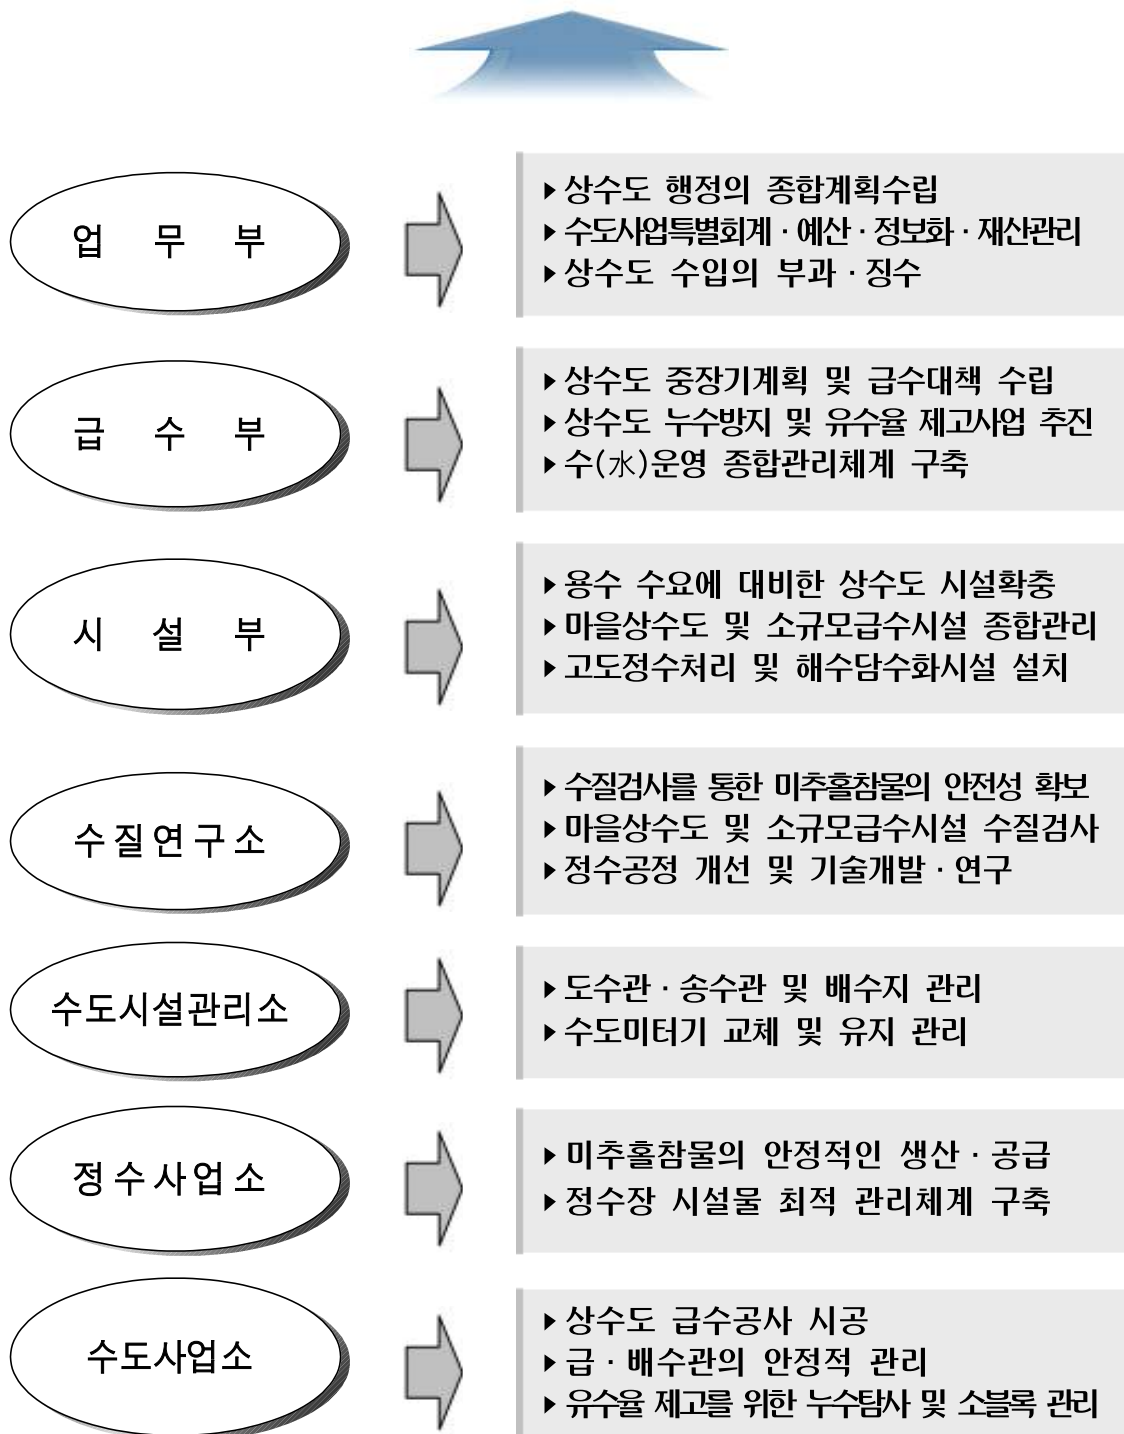 업 무 부
▶상수도 행정의 종합계획수립
▶수도사업특별회계·예산·정보화·재산관리
▶상수도 수입의 부과·징수
급 수 부
▶상수도 중장기계획 및 급수대책 수립
▶상수도 누수방지 및 유수율 제고사업 추진
▶수(水)운영 종합관리체계 구축
시 설 부
▶용수 수요에 대비한 상수도 시설확충
▶마을상수도 및 소규모급수시설 종합관리
▶고도정수처리 및 해수담수화시설 설치
수질연구소
▶수질검사를 통한 미추홀참물의 안전성 확보
▶마을상수도 및 소규모급수시설 수질검사
▶정수공정 개선 및 기술개발·연구
수도시설관리소
▶도수관·송수관 및 배수지 관리
▶수도미터기 교체 및 유지 관리
정수사업소
▶미추홀참물의 안정적인 생산·공급
▶정수장 시설물 최적 관리체계 구축
수도사업소
▶상수도 급수공사 시공
▶급·배수관의 안정적 관리
▶유수율 제고를 위한 누수탐사 및 소블록 관리